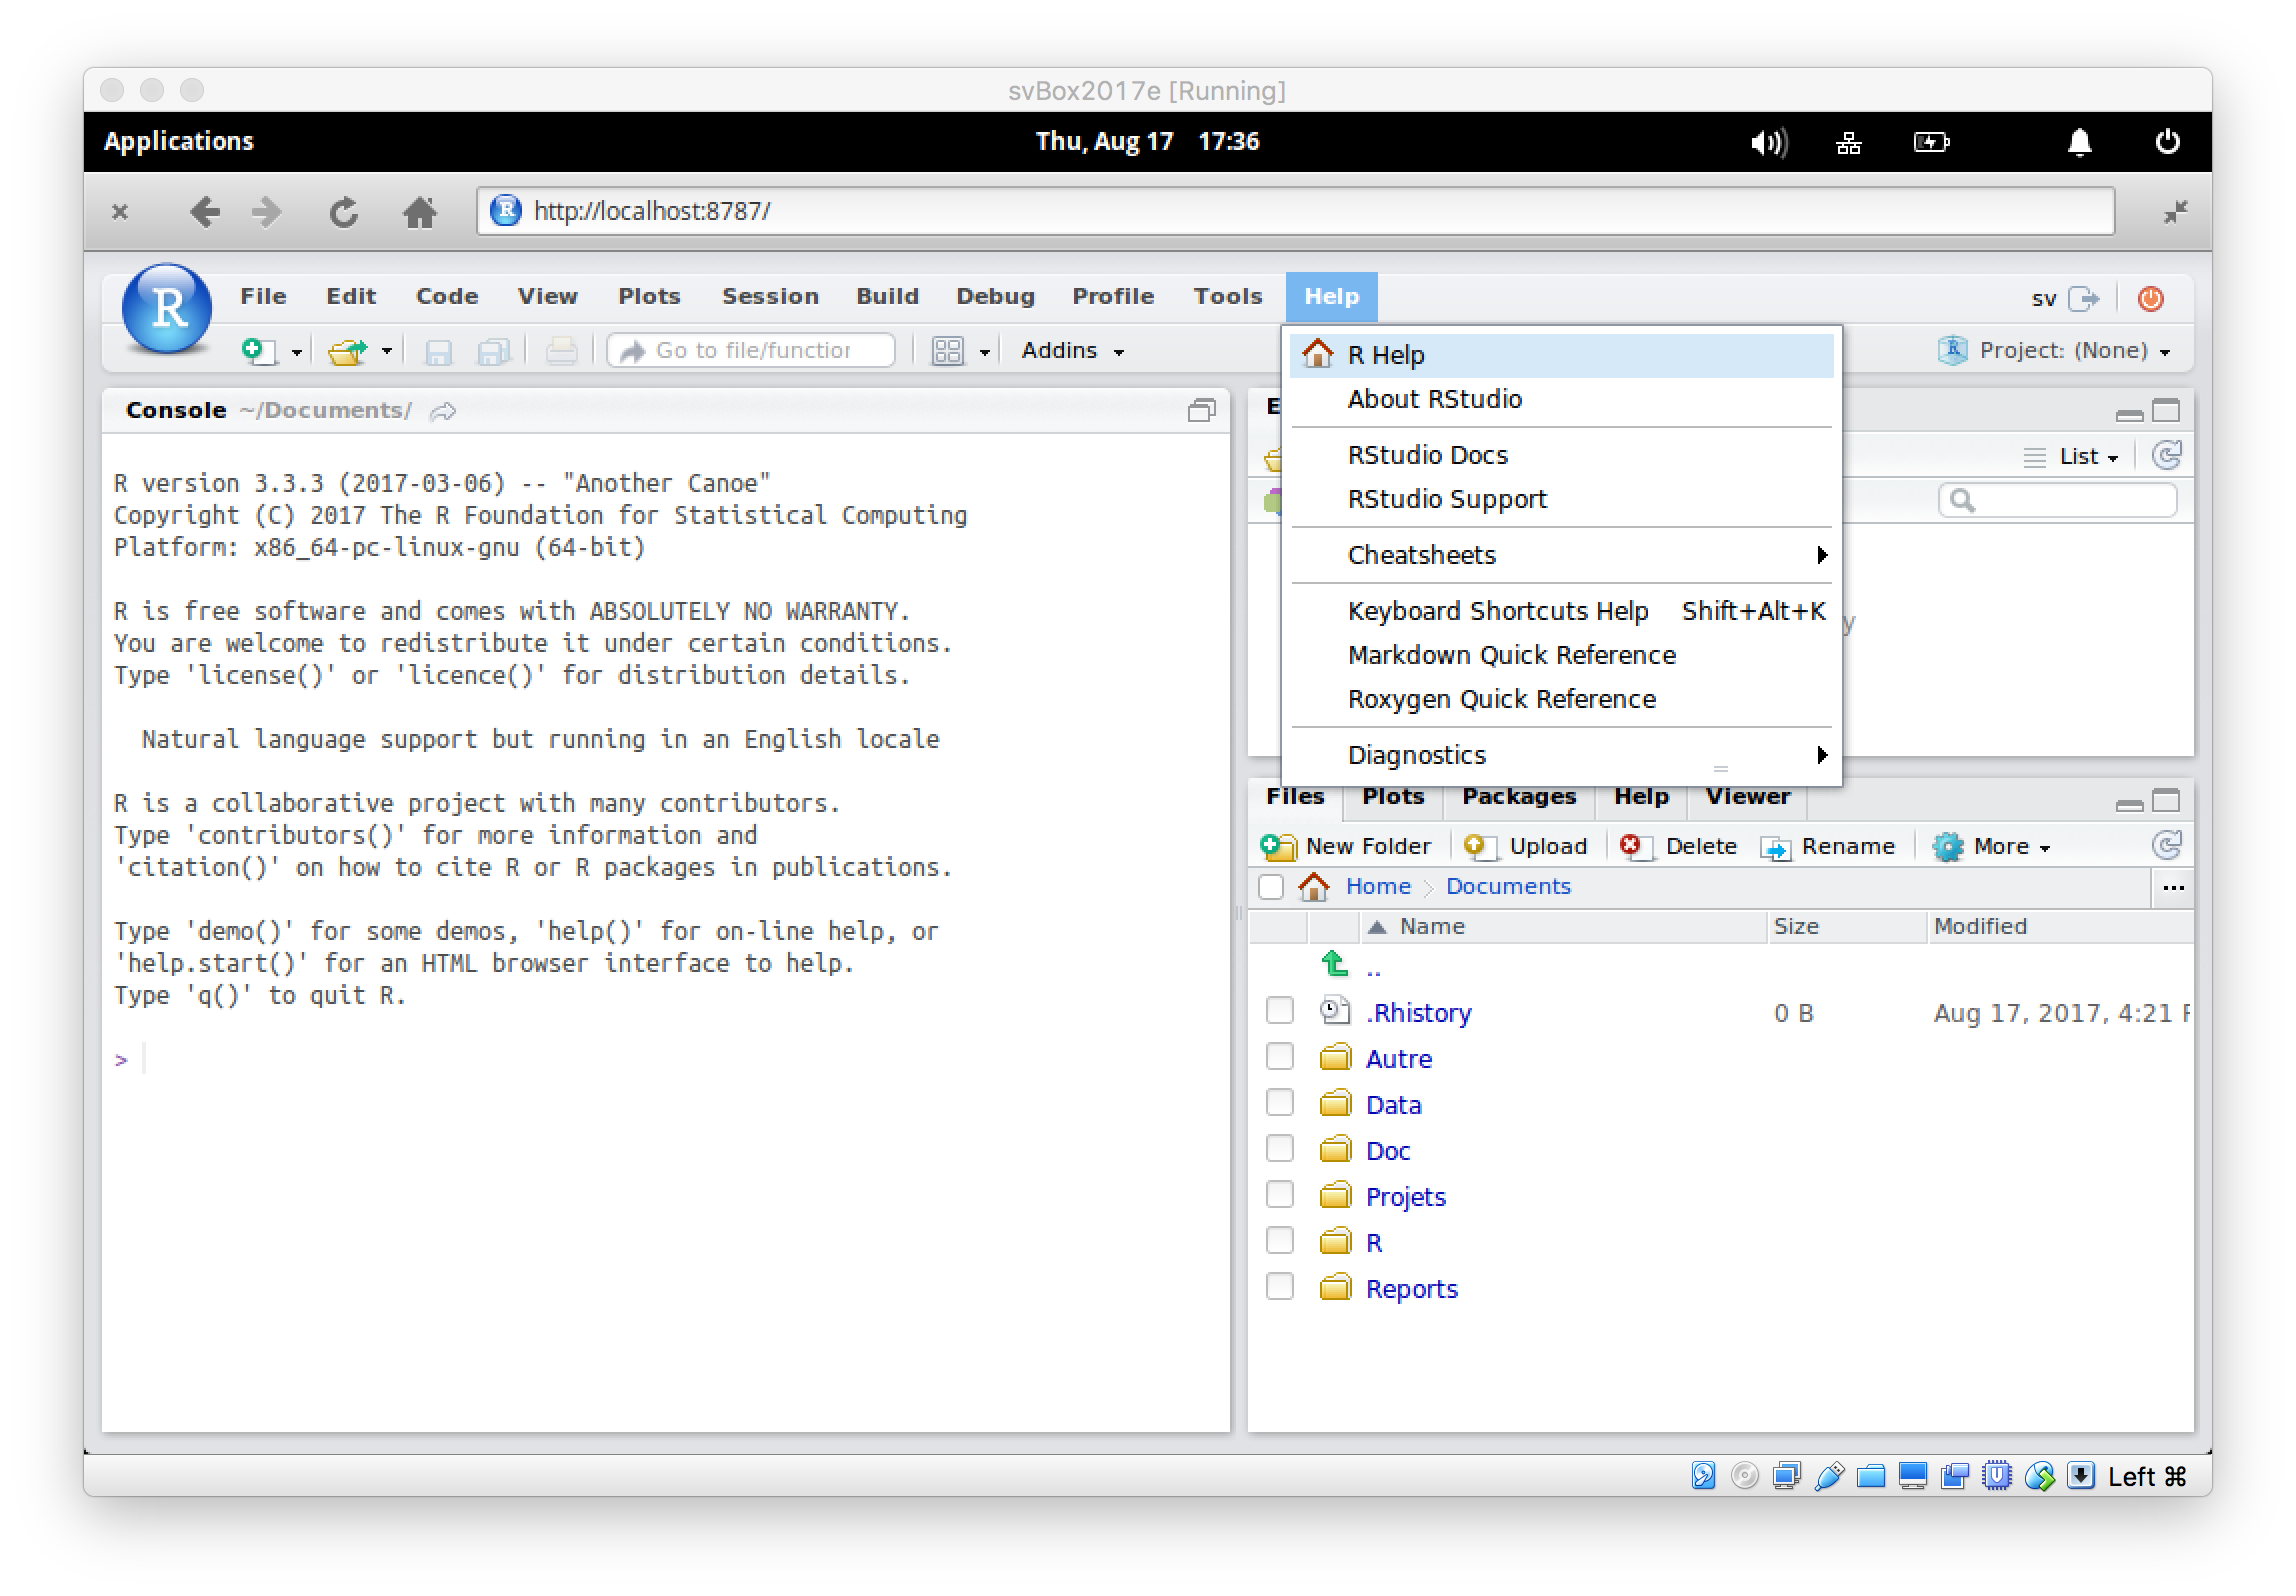 svBox2017e [Running]
Applications
Thu, Aug 17 17:36
http://localhost:8787/
R
File Edit Code View Plots Session Build Debug Profile Tools Help
sv
Go to file/function
Addins
Project: (None)
R Help
About RStudio
RStudio Docs
RStudio Support
Cheatsheets
Keyboard Shortcuts Help Shift+Alt+K
Markdown Quick Reference
Roxygen Quick Reference
Diagnostics
Console ~/Documents/
R version 3.3.3 (2017-03-06) -- "Another Canoe"
Copyright (C) 2017 The R Foundation for Statistical Computing
Platform: x86_64-pc-linux-gnu (64-bit)
R is free software and comes with ABSOLUTELY NO WARRANTY.
You are welcome to redistribute it under certain conditions.
Type 'license()' or 'licence()' for distribution details.
Natural language support but running in an English locale
R is a collaborative project with many contributors.
Type 'contributors()' for more information and
'citation()' on how to cite R or R packages in publications.
Type 'demo()' for some demos, 'help()' for on-line help, or
'help.start()' for an HTML browser interface to help.
Type 'q()' to quit R.
>
List
Files Plots Packages Help Viewer
New Folder Upload Delete Rename More
Home Documents
...
Name Size Modified
..
.Rhistory 0 B Aug 17, 2017, 4:21
Autre
Data
Doc
Projets
R
Reports
Left ⌘